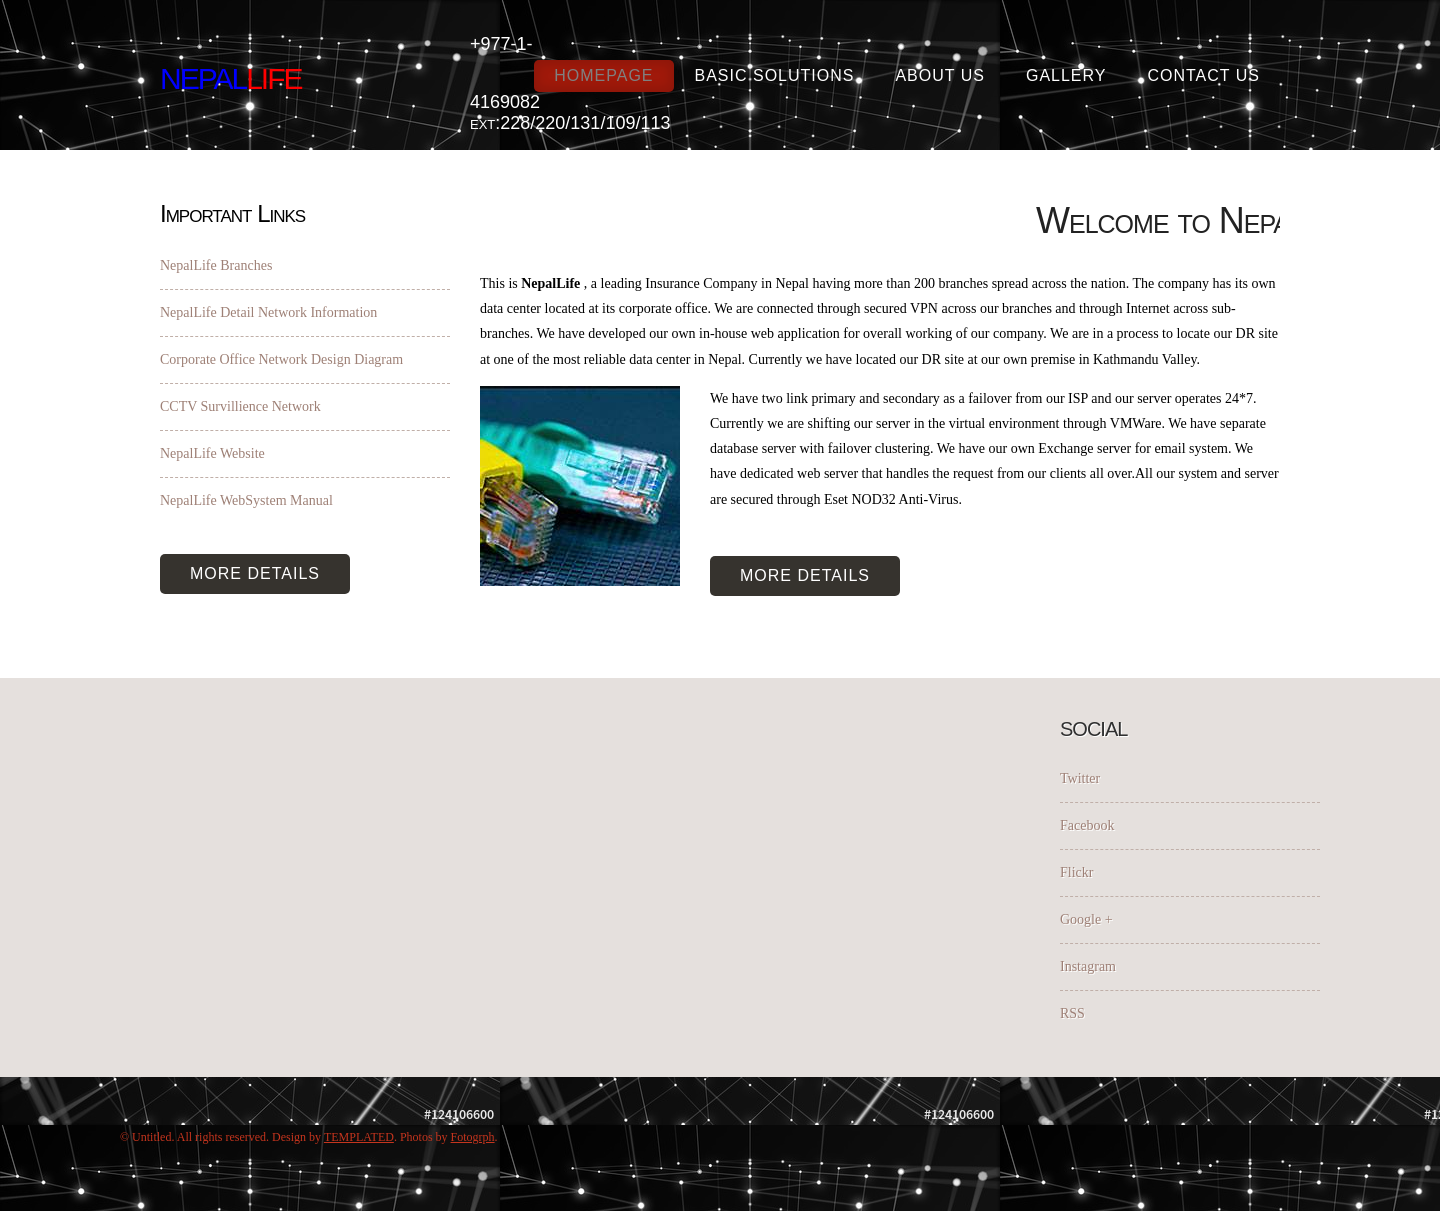 +977-1-
NEPALLIFE
HOMEPAGE
BASIC SOLUTIONS
ABOUT US
GALLERY
CONTACT US
4169082
EXT:228/220/131/109/113
Important Links
NepalLife Branches
NepalLife Detail Network Information
Corporate Office Network Design Diagram
CCTV Survillience Network
NepalLife Website
NepalLife WebSystem Manual
MORE DETAILS
Welcome to Nepa
This is NepalLife , a leading Insurance Company in Nepal having more than 200 branches spread across the nation. The company has its own
data center located at its corporate office. We are connected through secured VPN across our branches and through Internet across sub-
branches. We have developed our own in-house web application for overall working of our company. We are in a process to locate our DR site
at one of the most reliable data center in Nepal. Currently we have located our DR site at our own premise in Kathmandu Valley.
We have two link primary and secondary as a failover from our ISP and our server operates 24*7.
Currently we are shifting our server in the virtual environment through VMWare. We have separate
database server with failover clustering. We have our own Exchange server for email system. We
have dedicated web server that handles the request from our clients all over.All our system and server
are secured through Eset NOD32 Anti-Virus.
MORE DETAILS
SOCIAL
Twitter
Facebook
Flickr
Google +
Instagram
RSS
#124106600
#124106600
#12
© Untitled. All rights reserved. Design by TEMPLATED. Photos by Fotogrph.